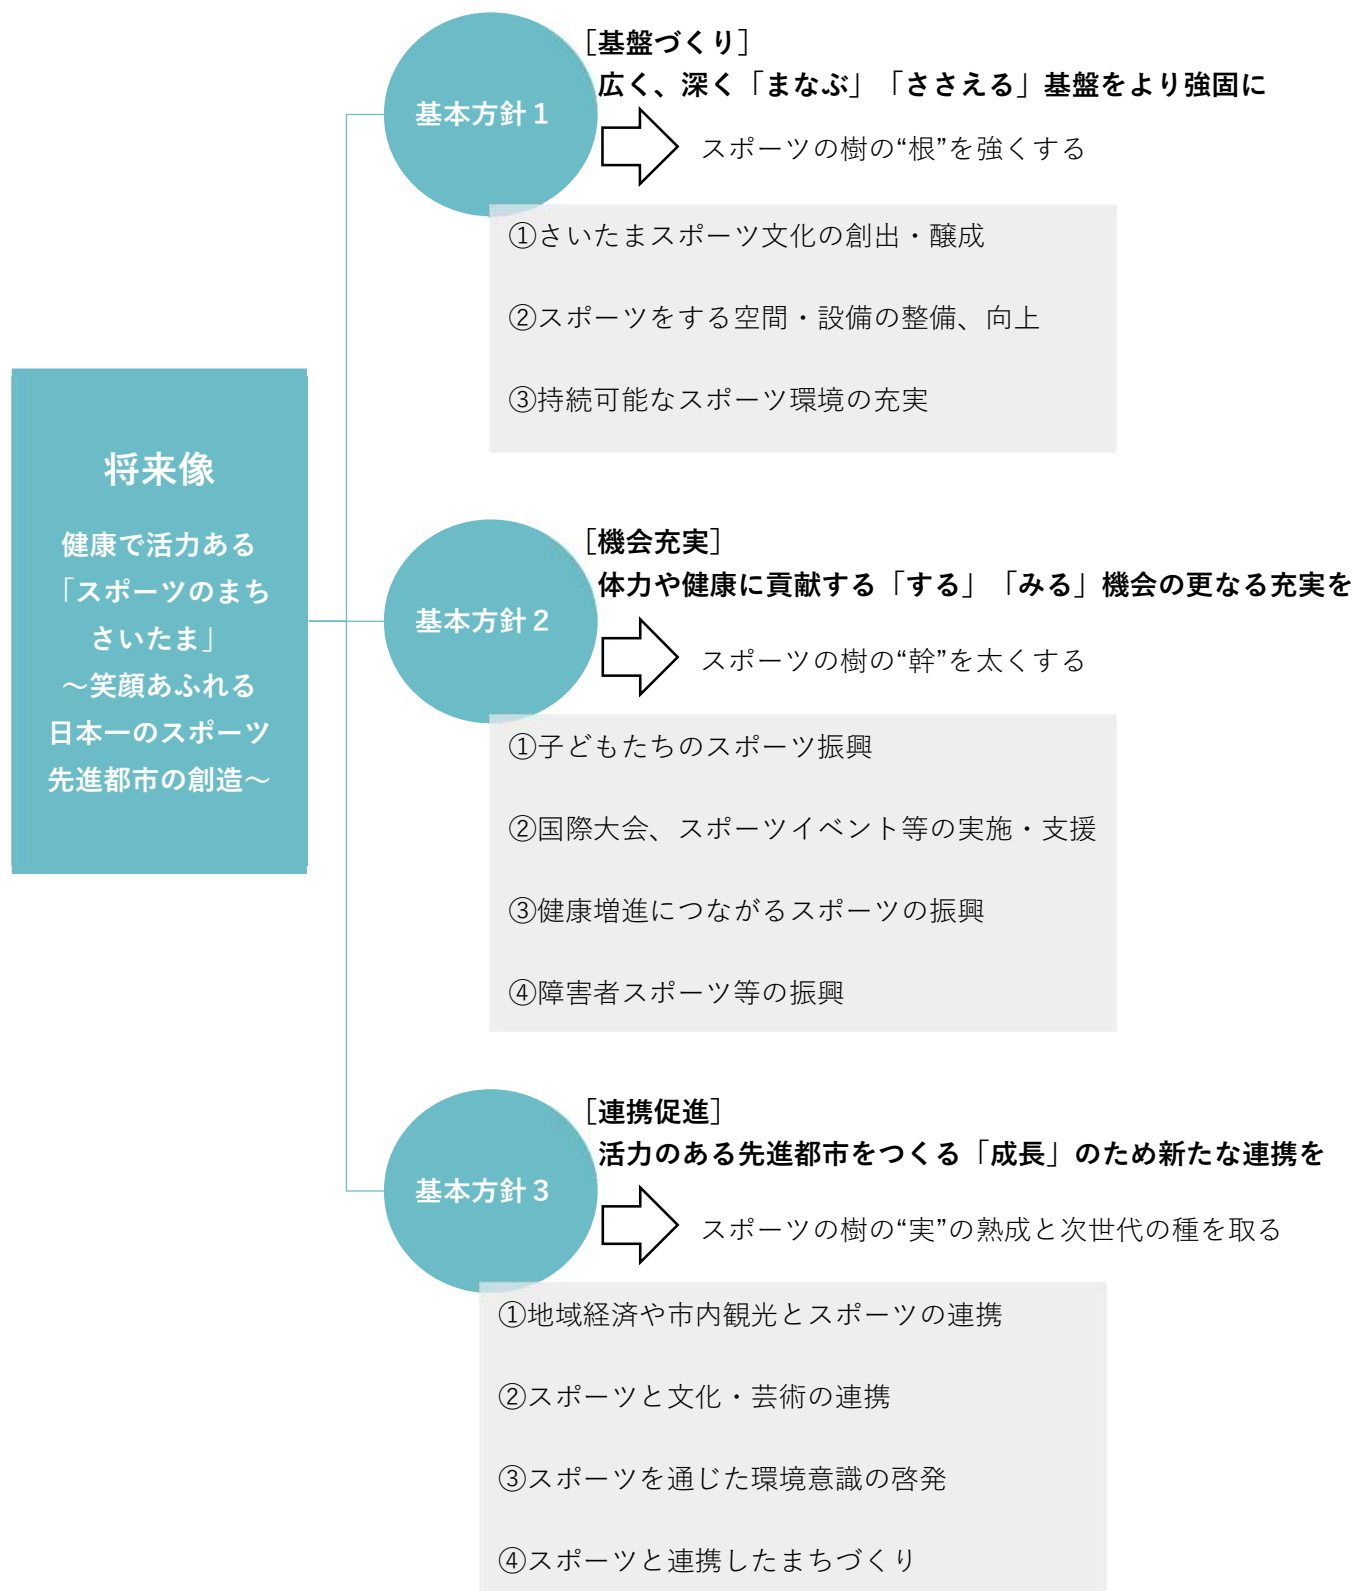 将来像
健康で活力ある
「スポーツのまち
さいたま」
~笑顔あふれる
日本一のスポーツ
先進都市の創造~
基本方針1
[基盤づくり]
広く、深く「まなぶ」「ささえる」基盤をより強固に
スポーツの樹の“根”を強くする
①さいたまスポーツ文化の創出・醸成
②スポーツをする空間・設備の整備、向上
③持続可能なスポーツ環境の充実
基本方針2
[機会充実]
体力や健康に貢献する「する」「みる」機会の更なる充実を
スポーツの樹の“幹”を太くする
①子どもたちのスポーツ振興
②国際大会、スポーツイベント等の実施・支援
③健康増進につながるスポーツの振興
④障害者スポーツ等の振興
基本方針3
[連携促進]
活力のある先進都市をつくる「成長」のため新たな連携を
スポーツの樹の“実”の熟成と次世代の種を取る
①地域経済や市内観光とスポーツの連携
②スポーツと文化・芸術の連携
③スポーツを通じた環境意識の啓発
④スポーツと連携したまちづくり